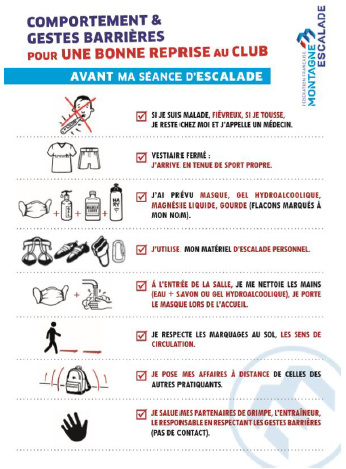 COMPORTEMENT &
GESTES BARRIÈRES
POUR UNE BONNE REPRISE AU CLUB
AVANT MA SÉANCE D'ESCALADE
FÉDÉRATION FRANÇAISE
MONTAGNE
ESCALADE
SI JE SUIS MALADE, FIÉVREUX, SI JE TOUSSE,
JE RESTE CHEZ MOI ET J'APPELLE UN MÉDECIN.
VESTIAIRE FERMÉ :
J'ARRIVE EN TENUE DE SPORT PROPRE.
J'AI PRÉVU MASQUE, GEL HYDROALCOOLIQUE,
MAGNÉSIE LIQUIDE, GOURDE (FLACONS MARQUÉS À
MON NOM).
J'UTILISE MON MATÉRIEL D'ESCALADE PERSONNEL.
À L'ENTRÉE DE LA SALLE, JE ME NETTOIE LES MAINS
(EAU + SAVON OU GEL HYDROALCOOLIQUE), JE PORTE
LE MASQUE LORS DE L'ACCUEIL.
JE RESPECTE LES MARQUAGES AU SOL, LES SENS DE
CIRCULATION.
JE POSE MES AFFAIRES À DISTANCE DE CELLES DES
AUTRES PRATIQUANTS.
JE SALUE MES PARTENAIRES DE GRIMPE, L'ENTRAÎNEUR,
LE RESPONSABLE EN RESPECTANT LES GESTES BARRIÈRES
(PAS DE CONTACT).